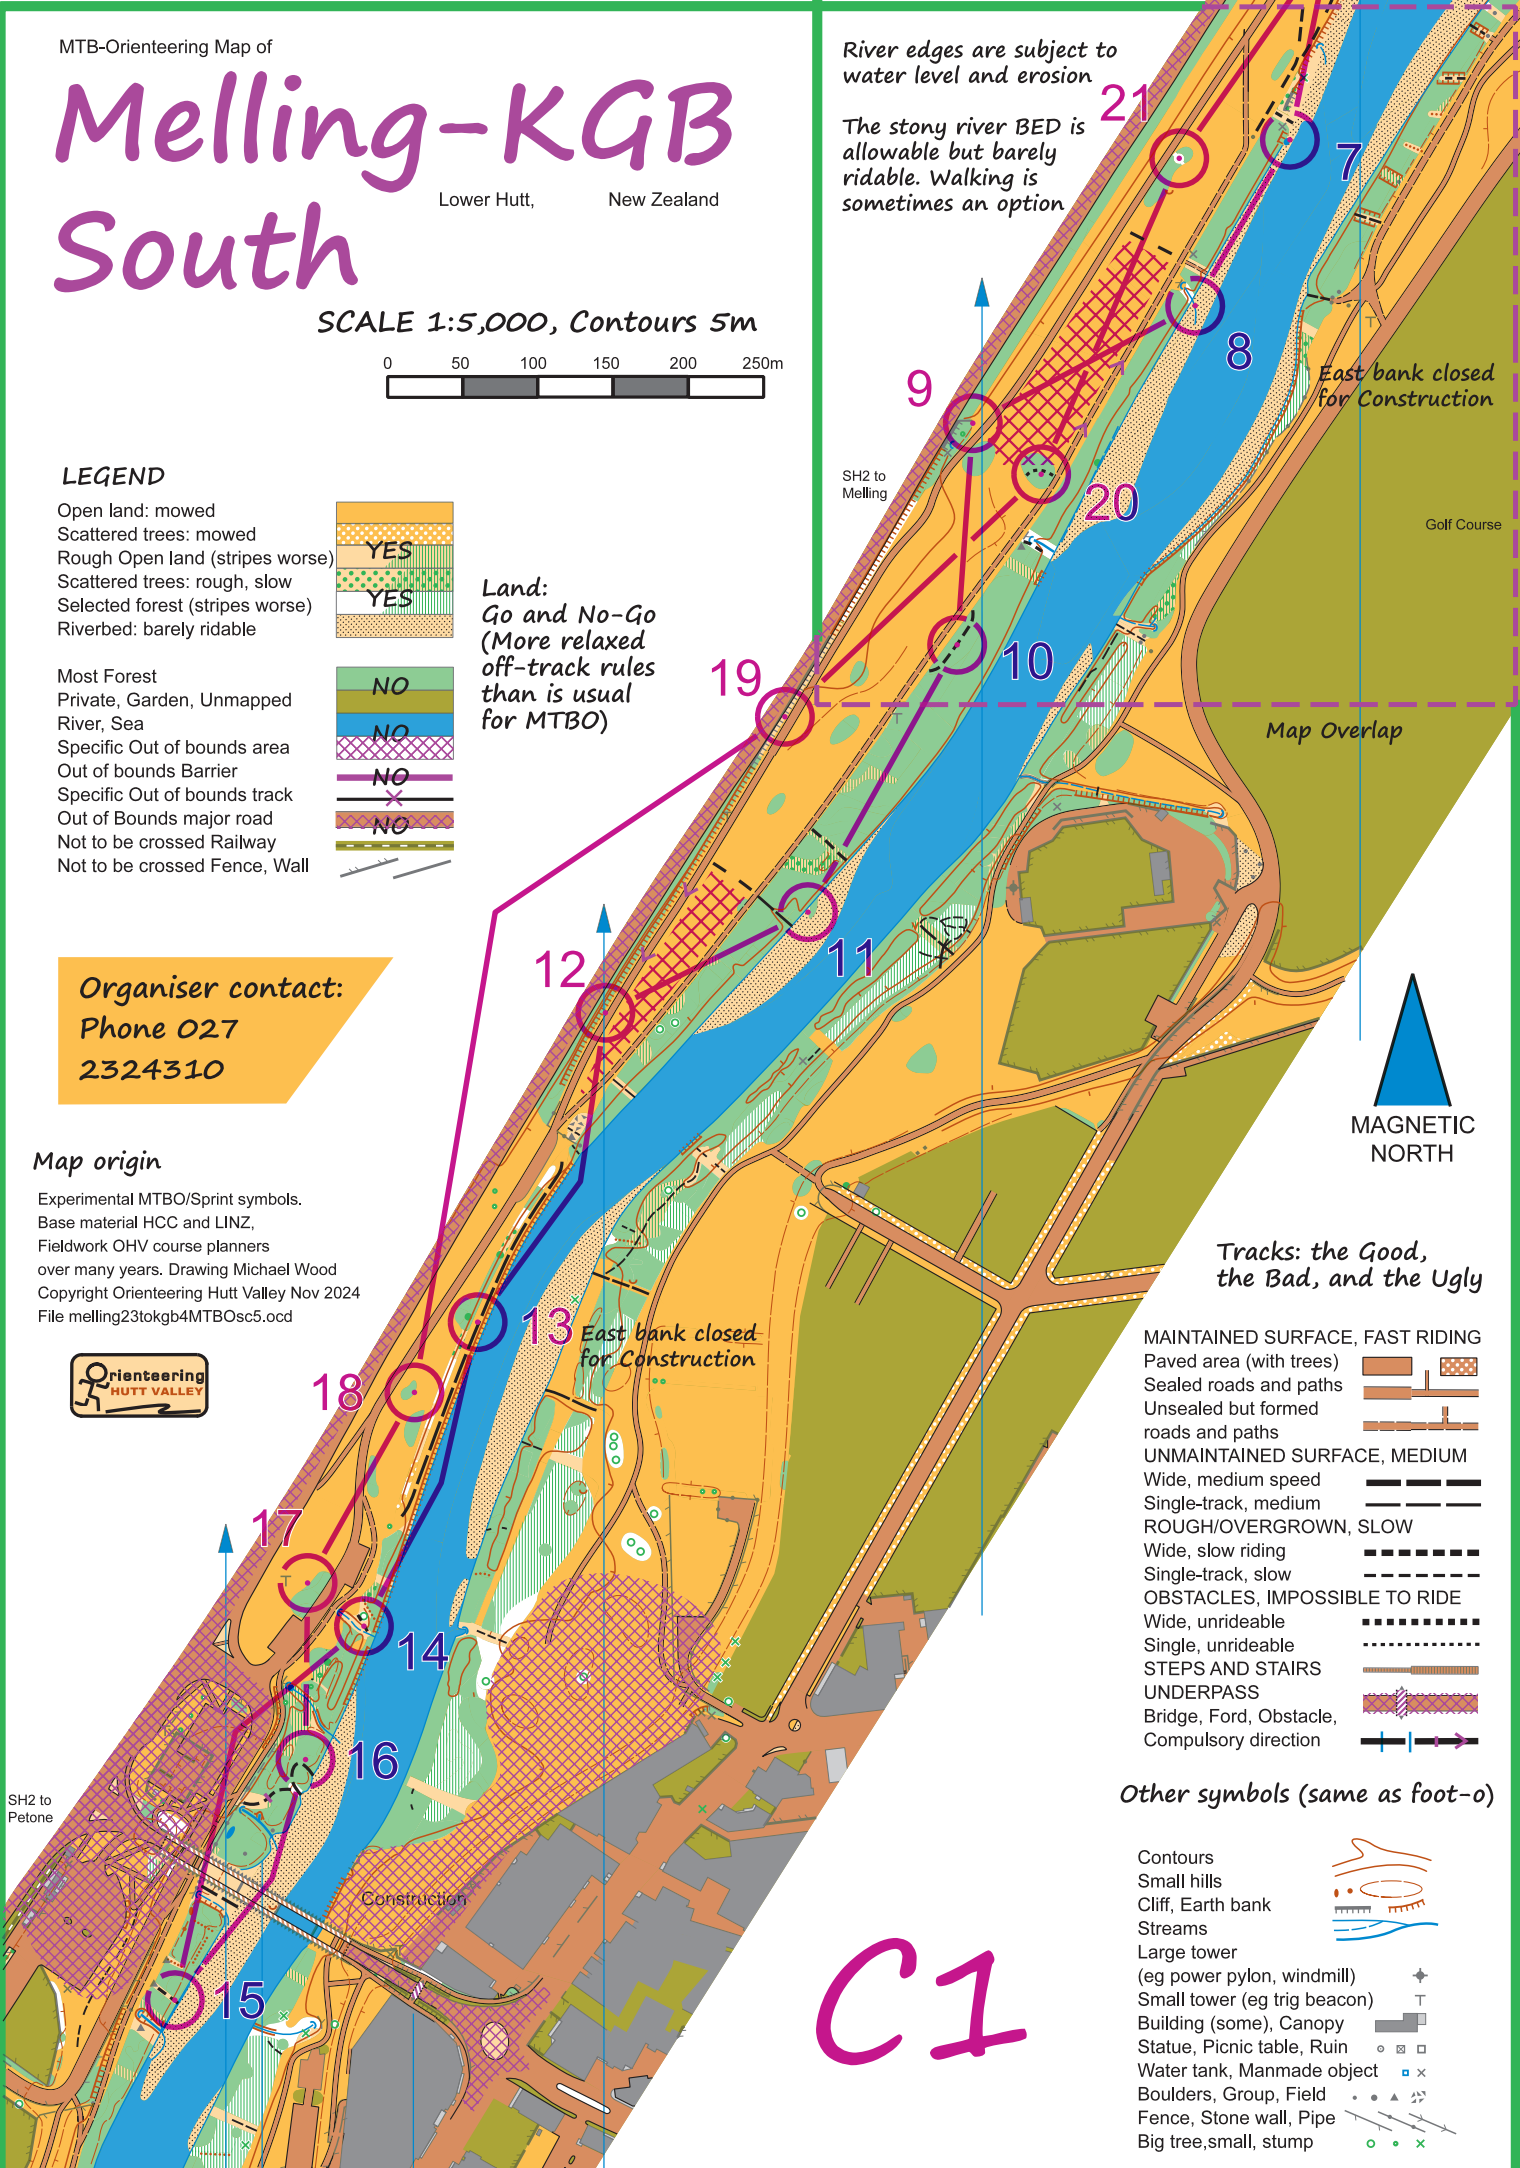 MTB-Orienteering Map of
Melling-KGB
South
Lower Hutt, New Zealand
SCALE 1:5,000, Contours 5m
0 50 100 150 200 250m
LEGEND
Open land: mowed
Scattered trees: mowed
Rough Open land (stripes worse)
YES
Scattered trees: rough, slow
Selected forest (stripes worse)
YES
Riverbed: barely ridable
Most Forest
NO
Private, Garden, Unmapped
River, Sea
NO
Specific Out of bounds area
Out of bounds Barrier
NO
Specific Out of bounds track
Out of Bounds major road
NO
Not to be crossed Railway
Not to be crossed Fence, Wall
Land:
Go and No-Go
(More relaxed
off-track rules
than is usual
for MTBO)
Organiser contact:
Phone 027
2324310
Map origin
Experimental MTBO/Sprint symbols.
Base material HCC and LINZ,
Fieldwork OHV course planners
over many years. Drawing Michael Wood
Copyright Orienteering Hutt Valley Nov 2024
File melling23tokgb4MTBOsc5.ocd
rienteering
HUTT VALLEY
River edges are subject to
water level and erosion
The stony river BED is
allowable but barely
ridable. Walking is
sometimes an option
21
7
8
9
East bank closed
for Construction
SH2 to
Melling
20
Golf Course
10
19
Map Overlap
11
12
MAGNETIC
NORTH
13
East bank closed
for Construction
18
17
14
16
SH2 to
Petone
Construction
15
C1
Tracks: the Good,
the Bad, and the Ugly
MAINTAINED SURFACE, FAST RIDING
Paved area (with trees)
Sealed roads and paths
Unsealed but formed
roads and paths
UNMAINTAINED SURFACE, MEDIUM
Wide, medium speed
Single-track, medium
ROUGH/OVERGROWN, SLOW
Wide, slow riding
Single-track, slow
OBSTACLES, IMPOSSIBLE TO RIDE
Wide, unrideable
Single, unrideable
STEPS AND STAIRS
UNDERPASS
Bridge, Ford, Obstacle,
Compulsory direction
Other symbols (same as foot-o)
Contours
Small hills
Cliff, Earth bank
Streams
Large tower
(eg power pylon, windmill)
Small tower (eg trig beacon)
Building (some), Canopy
Statue, Picnic table, Ruin
Water tank, Manmade object
Boulders, Group, Field
Fence, Stone wall, Pipe
Big tree,small, stump